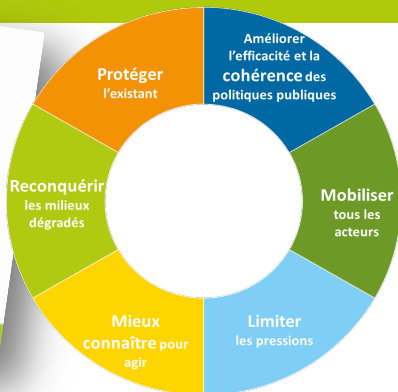 Améliorer
l'efficacité et la
cohérence des
politiques publiques
Mobiliser
tous les
acteurs
Limiter
les pressions
Mieux
connaître pour
agir
Reconquérir
les milieux
dégradés
Protéger
l'existant